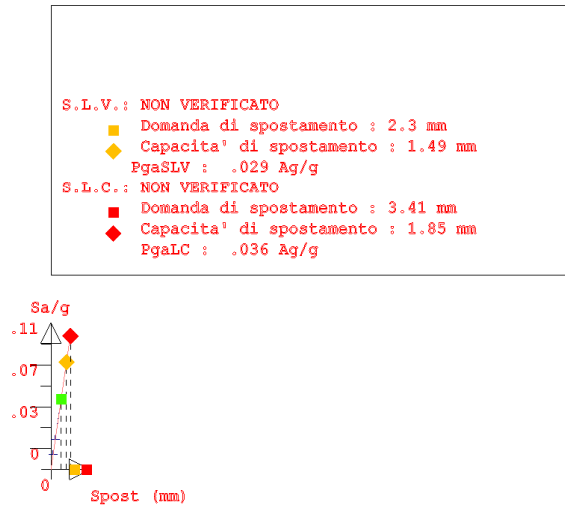 S.L.V.: NON VERIFICATO
Domanda di spostamento : 2.3 mm
Capacita' di spostamento : 1.49 mm
PgaSLV : .029 Ag/g
S.L.C.: NON VERIFICATO
Domanda di spostamento : 3.41 mm
Capacita' di spostamento : 1.85 mm
PgaLC : .036 Ag/g
Sa/g
.11
.07
.03
0
0
Spost (mm)